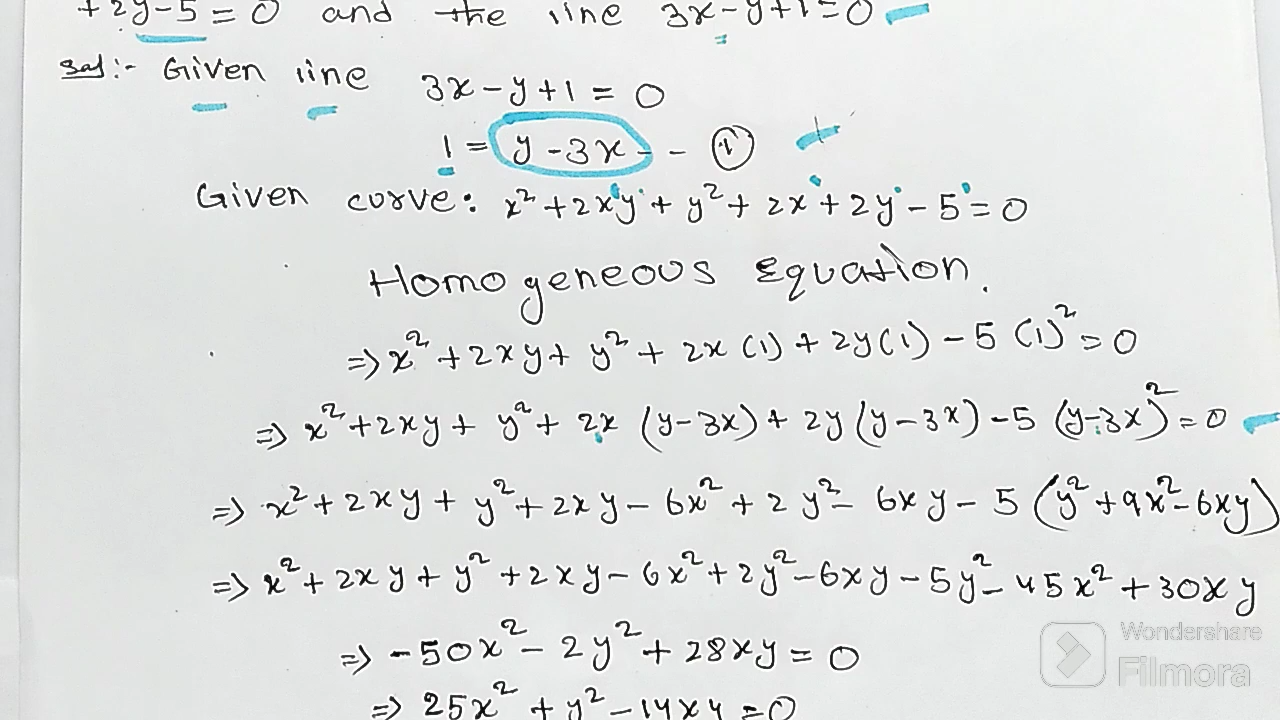 +2y-5=0 and the line 3x-y+1=0
Sol:- Given line 3x-y+1=0
1 = y-3x -- ①
Given curve: x²+2xy+y²+2x+2y-5=0
Homogeneous Equation.
⇒ x²+2xy+y²+2x(1)+2y(1)-5(1)²=0
⇒ x²+2xy+y²+2x(y-3x)+2y(y-3x)-5(y-3x)²=0
⇒ x²+2xy+y²+2xy-6x²+2y²-6xy-5(y²+9x²-6xy)
⇒ x²+2xy+y²+2xy-6x²+2y²-6xy-5y²-45x²+30xy
⇒ -50x²-2y²+28xy=0
⇒ 25x²+y²-14xy=0
Wondershare
Filmora